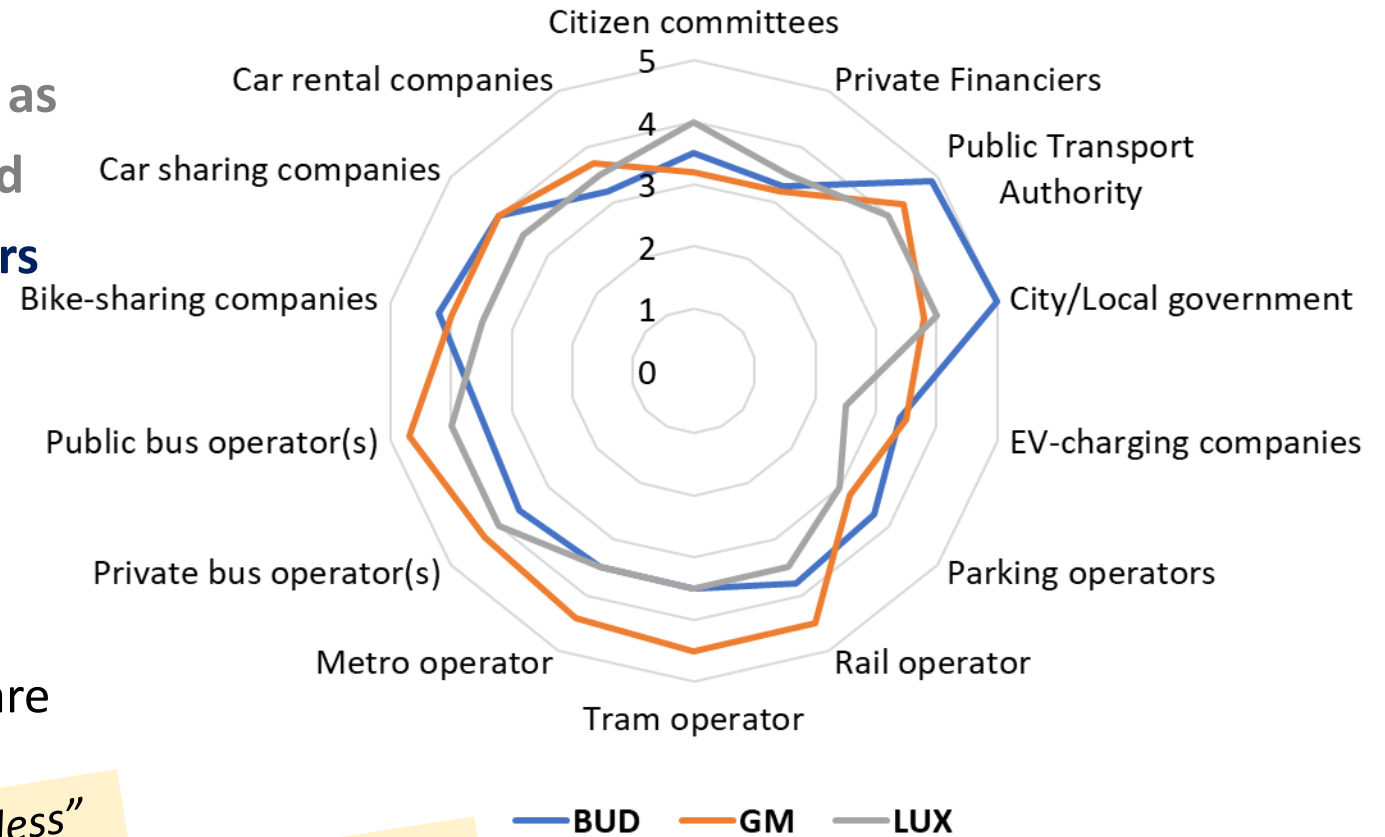 Citizen committees
5
Car rental companies
Private Financiers
as
4
Public Transport
Authority
Car sharing companies
d
3
rs
2
Bike-sharing companies
City/Local government
1
0
Public bus operator(s)
EV-charging companies
Private bus operator(s)
Parking operators
Metro operator
Rail operator
are
Tram operator
less”
BUD GM LUX